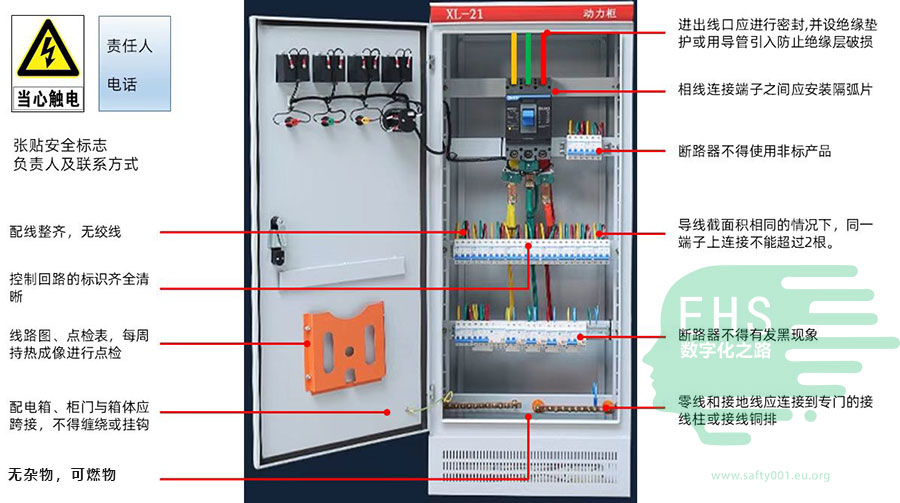 XL-21
动力柜
当心触电
责任人
电话
张贴安全标志
负责人及联系方式
配线整齐，无绞线
控制回路的标识齐全清
晰
线路图、点检表，每周
持热成像进行点检
配电箱、柜门与箱体应
跨接，不得缠绕或挂钩
无杂物，可燃物
进出线口应进行密封,并设绝缘垫
护或用导管引入防止绝缘层破损
相线连接端子之间应安装隔弧片
断路器不得使用非标产品
导线截面积相同的情况下，同一
端子上连接不能超过2根。
EHS
数字化之路
断路器不得有发黑现象
零线和接地线应连接到专门的接
线柱或接线铜排
www.safty001.eu.org